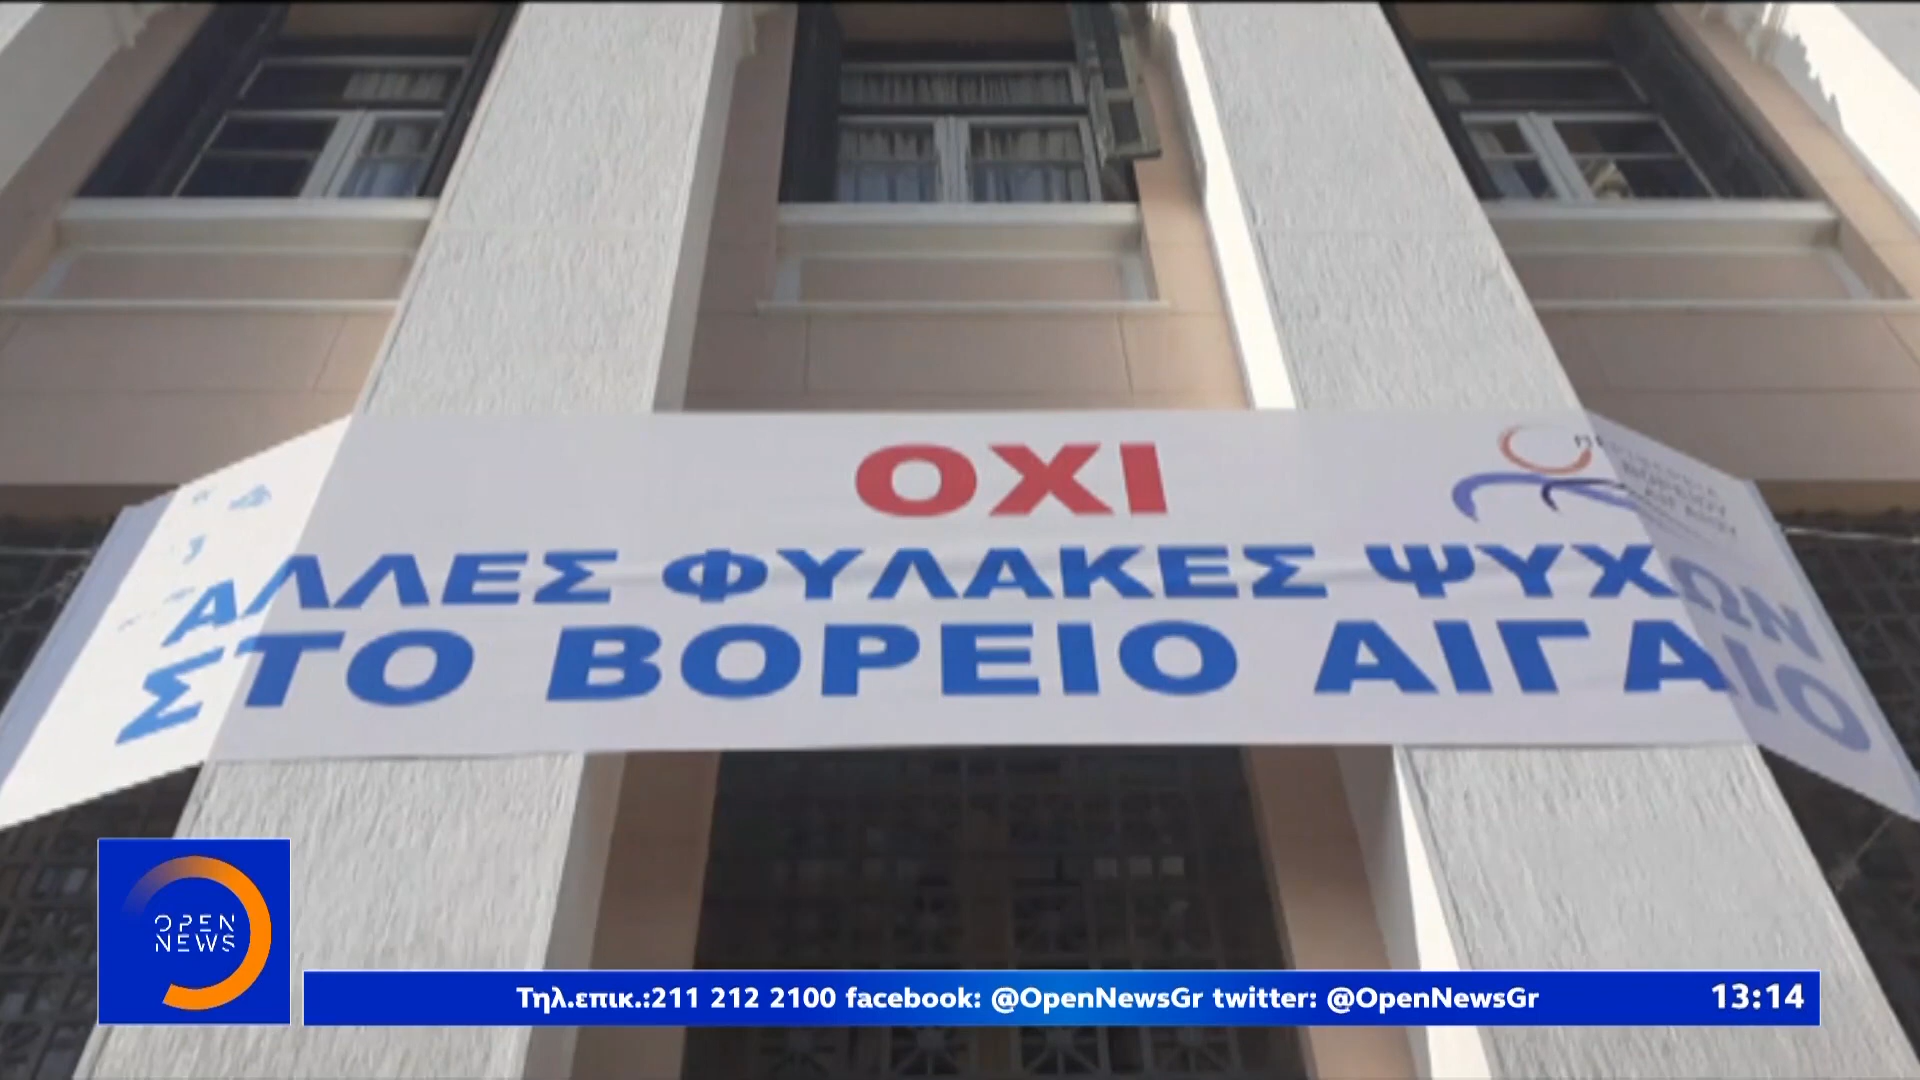 ΟΧΙ
ΑΛΛΕΣ ΦΥΛΑΚΕΣ ΨΥΧΩΝ
ΣΤΟ ΒΟΡΕΙΟ ΑΙΓΑΙΟ
OPEN
NEWS
Τηλ.επικ.:211 212 2100 facebook: @OpenNewsGr twitter: @OpenNewsGr
13:14